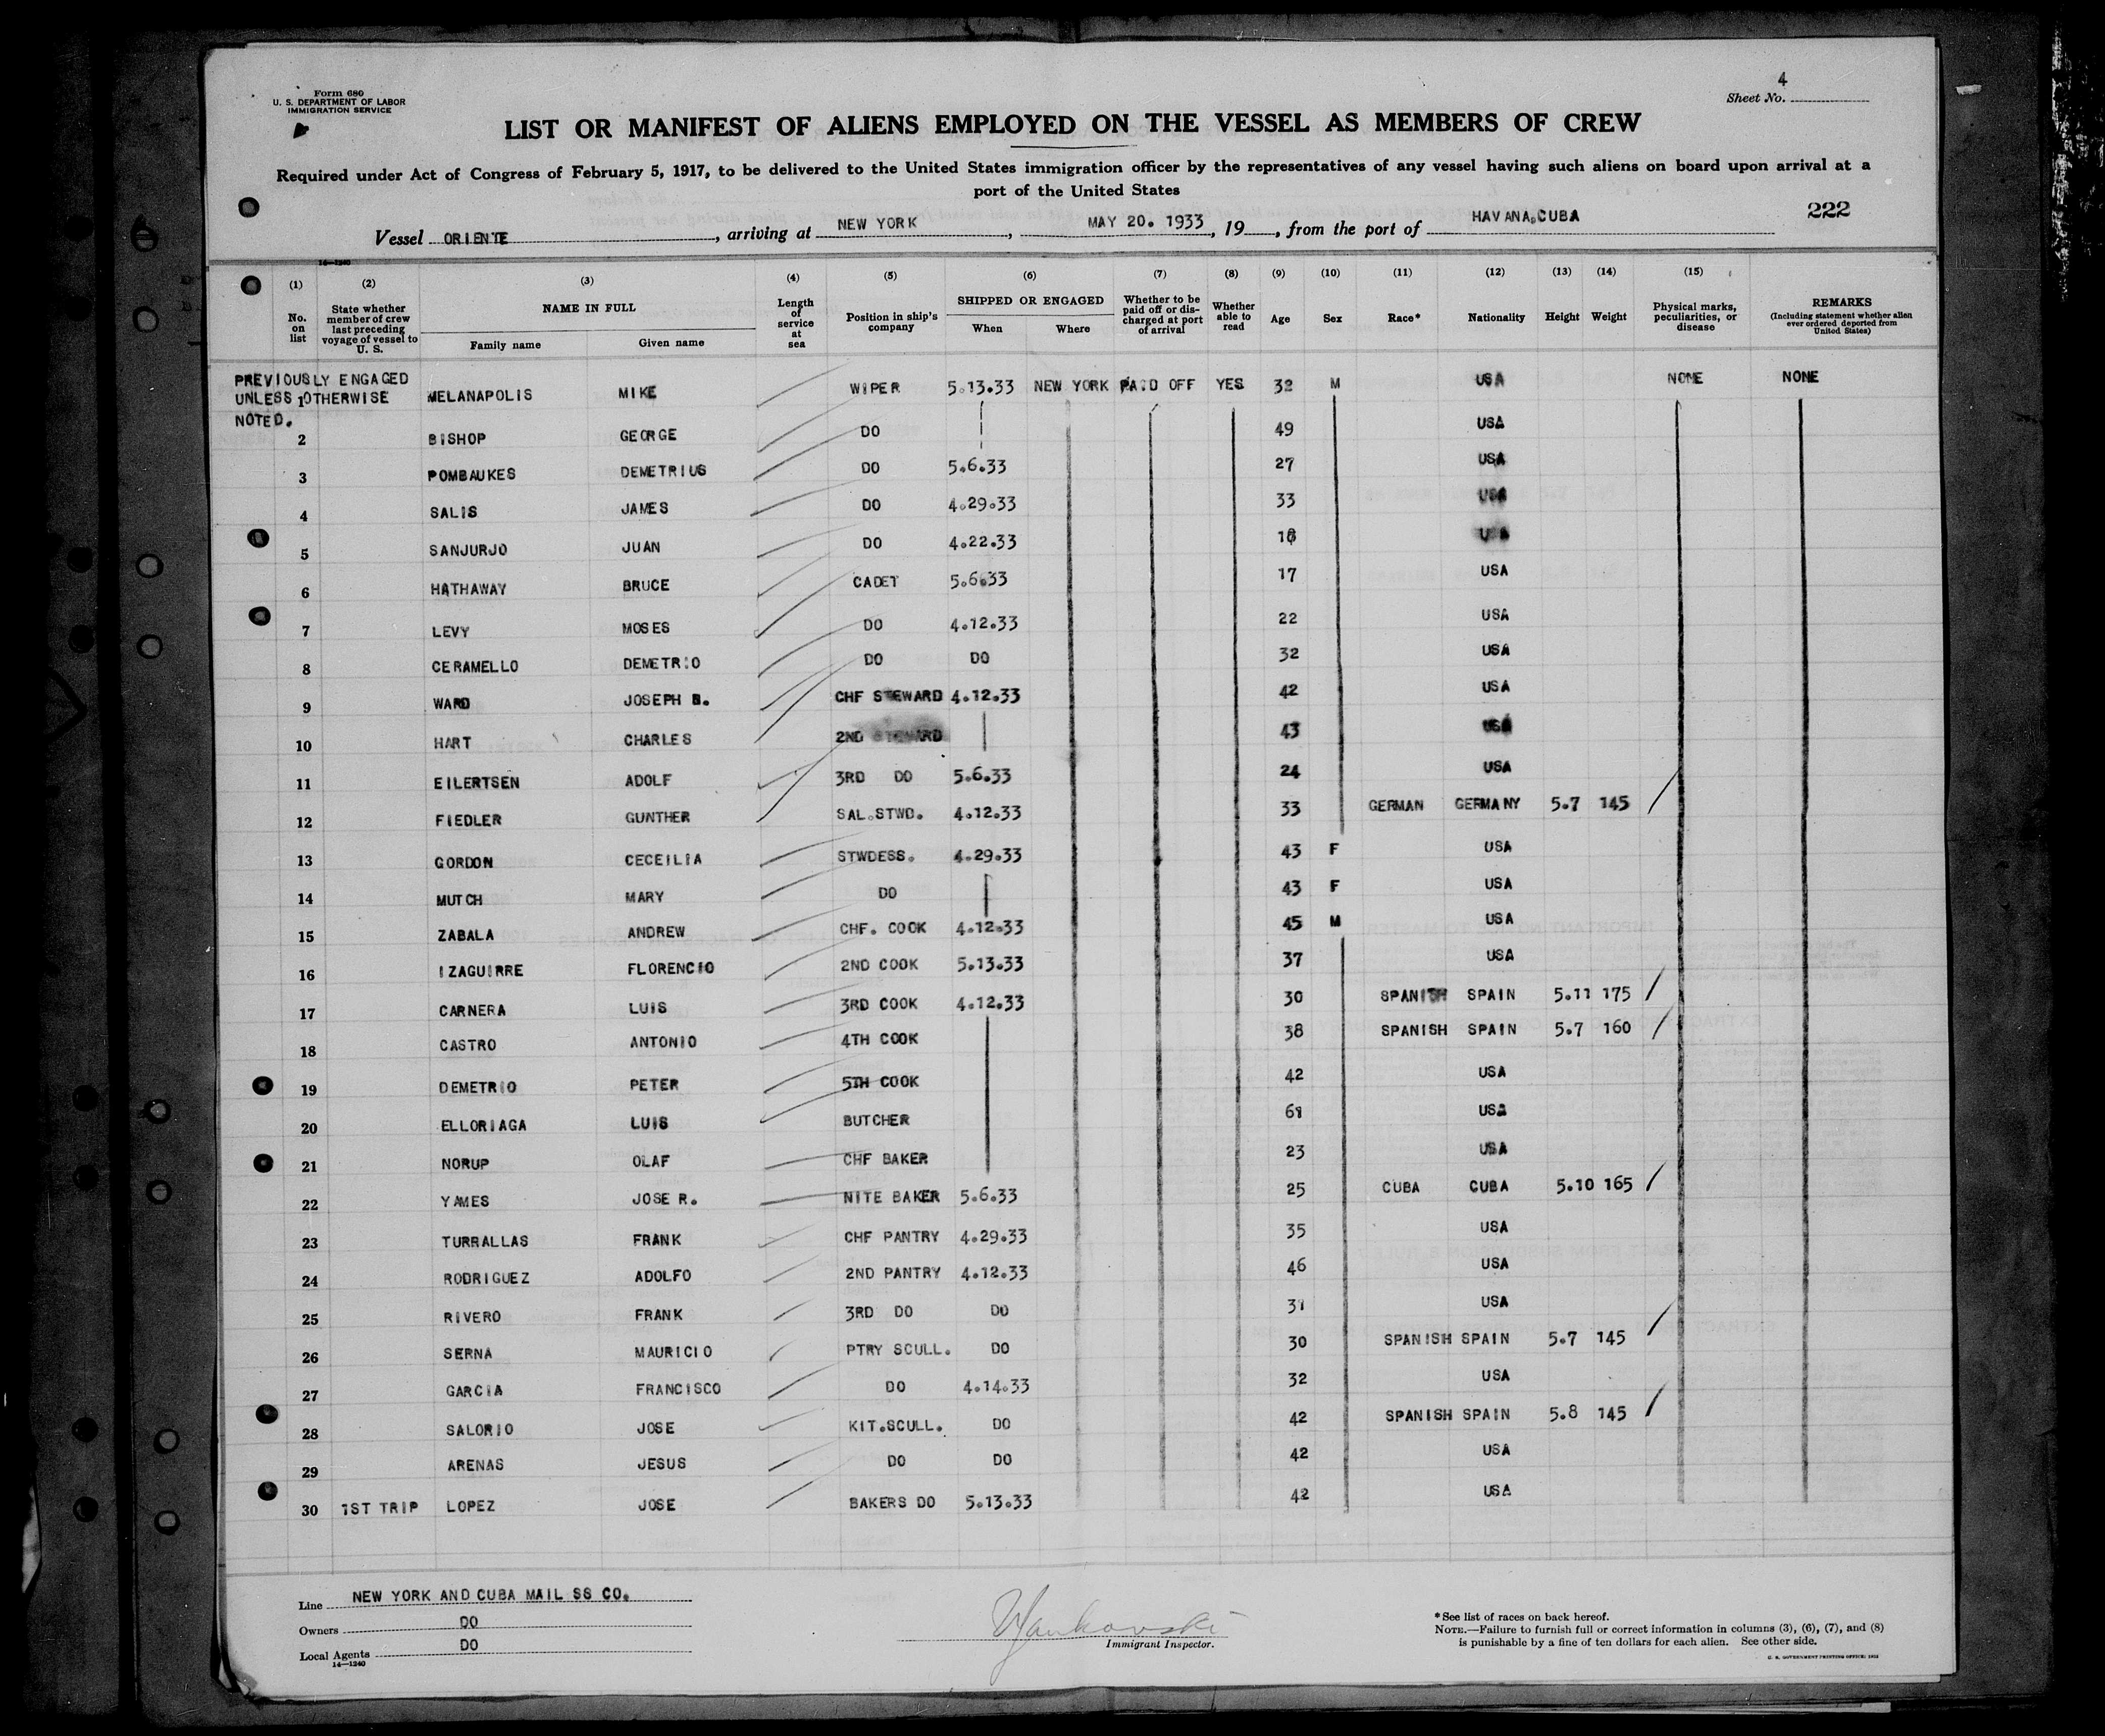 Form 680
U. S. DEPARTMENT OF LABOR
IMMIGRATION SERVICE
4
Sheet No.
LIST OR MANIFEST OF ALIENS EMPLOYED ON THE VESSEL AS MEMBERS OF CREW
Required under Act of Congress of February 5, 1917, to be delivered to the United States immigration officer by the representatives of any vessel having such aliens on board upon arrival at a
port of the United States
222
Vessel ORIENTE, arriving at NEW YORK, MAY 20. 1933, 19, from the port of HAVANA.CUBA
14-1240
(1) (2) (3) (4) (5) (6) (7) (8) (9) (10) (11) (12) (13) (14) (15)
No. on list
State whether member of crew last preceding voyage of vessel to U. S.
NAME IN FULL
Family name Given name
Length of service at sea
Position in ship's company
SHIPPED OR ENGAGED
When Where
Whether to be paid off or discharged at port of arrival
Whether able to read
Age Sex Race* Nationality Height Weight
Physical marks, peculiarities, or disease
REMARKS
(Including statement whether alien ever ordered deported from United States)
PREVIOUSLY ENGAGED
UNLESS OTHERWISE
NOTED.
1 MELANAPOLIS MIKE WIPER 5.13.33 NEW YORK PAID OFF YES 32 M USA NONE NONE
2 BISHOP GEORGE DO 49 USA
3 POMBAUKES DEMETRIUS DO 5.6.33 27 USA
4 SALIS JAMES DO 4.29.33 33 USA
5 SANJURJO JUAN DO 4.22.33 18 USA
6 HATHAWAY BRUCE CADET 5.6.33 17 USA
7 LEVY MOSES DO 4.12.33 22 USA
8 CERAMELLO DEMETRIO DO DO 32 USA
9 WARD JOSEPH B. CHF STEWARD 4.12.33 42 USA
10 HART CHARLES 2ND STEWARD 43 USA
11 EILERTSEN ADOLF 3RD DO 5.6.33 24 USA
12 FIEDLER GUNTHER SAL.STWD. 4.12.33 33 GERMAN GERMANY 5.7 145
13 GORDON CECEILIA STWDESS. 4.29.33 43 F USA
14 MUTCH MARY DO 43 F USA
15 ZABALA ANDREW CHF. COOK 4.12.33 45 M USA
16 IZAGUIRRE FLORENCIO 2ND COOK 5.13.33 37 USA
17 CARNERA LUIS 3RD COOK 4.12.33 30 SPANISH SPAIN 5.11 175
18 CASTRO ANTONIO 4TH COOK 38 SPANISH SPAIN 5.7 160
19 DEMETRIO PETER 5TH COOK 42 USA
20 ELLORIAGA LUIS BUTCHER 61 USA
21 NORUP OLAF CHF BAKER 23 USA
22 YAMES JOSE R. NITE BAKER 5.6.33 25 CUBA CUBA 5.10 165
23 TURRALLAS FRANK CHF PANTRY 4.29.33 35 USA
24 RODRIGUEZ ADOLFO 2ND PANTRY 4.12.33 46 USA
25 RIVERO FRANK 3RD DO DO 31 USA
26 SERNA MAURICIO PTRY SCULL. DO 30 SPANISH SPAIN 5.7 145
27 GARCIA FRANCISCO DO 4.14.33 32 USA
28 SALORIO JOSE KIT.SCULL. DO 42 SPANISH SPAIN 5.8 145
29 ARENAS JESUS DO DO 42 USA
30 1ST TRIP LOPEZ JOSE BAKERS DO 5.13.33 42 USA
Line NEW YORK AND CUBA MAIL SS CO.
Owners DO
Local Agents DO
14-1240
Immigrant Inspector.
*See list of races on back hereof.
NOTE.—Failure to furnish full or correct information in columns (3), (6), (7), and (8)
is punishable by a fine of ten dollars for each alien. See other side.